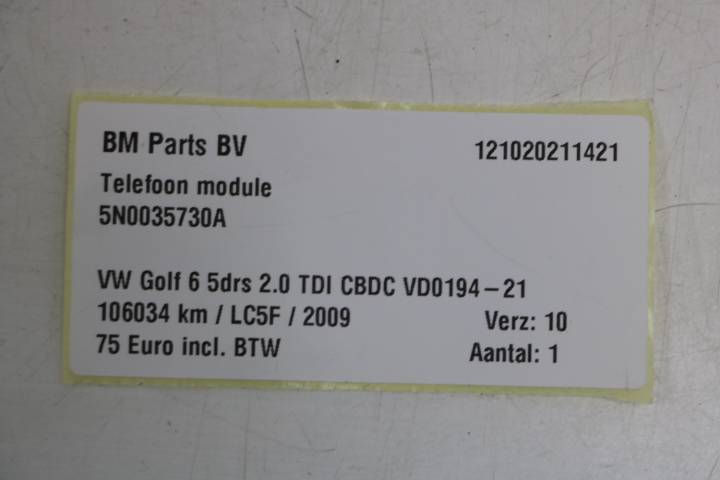 BM Parts BV 121020211421
Telefoon module
5N0035730A
VW Golf 6 5drs 2.0 TDI CBDC VD0194-21
106034 km / LC5F / 2009 Verz: 10
75 Euro incl. BTW Aantal: 1